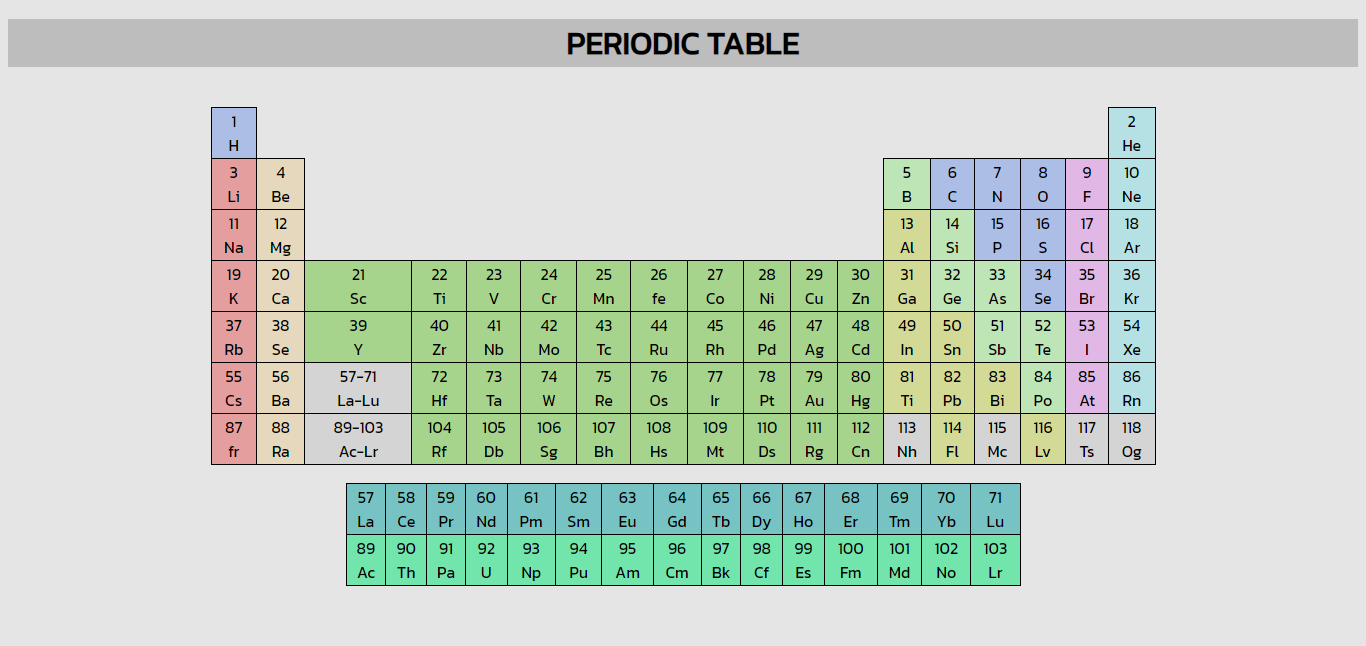 PERIODIC TABLE
1 2
H He
3 4 5 6 7 8 9 10
Li Be B C N O F Ne
11 12 13 14 15 16 17 18
Na Mg Al Si P S Cl Ar
19 20 21 22 23 24 25 26 27 28 29 30 31 32 33 34 35 36
K Ca Sc Ti V Cr Mn fe Co Ni Cu Zn Ga Ge As Se Br Kr
37 38 39 40 41 42 43 44 45 46 47 48 49 50 51 52 53 54
Rb Se Y Zr Nb Mo Tc Ru Rh Pd Ag Cd In Sn Sb Te I Xe
55 56 57-71 72 73 74 75 76 77 78 79 80 81 82 83 84 85 86
Cs Ba La-Lu Hf Ta W Re Os Ir Pt Au Hg Ti Pb Bi Po At Rn
87 88 89-103 104 105 106 107 108 109 110 111 112 113 114 115 116 117 118
fr Ra Ac-Lr Rf Db Sg Bh Hs Mt Ds Rg Cn Nh Fl Mc Lv Ts Og
57 58 59 60 61 62 63 64 65 66 67 68 69 70 71
La Ce Pr Nd Pm Sm Eu Gd Tb Dy Ho Er Tm Yb Lu
89 90 91 92 93 94 95 96 97 98 99 100 101 102 103
Ac Th Pa U Np Pu Am Cm Bk Cf Es Fm Md No Lr